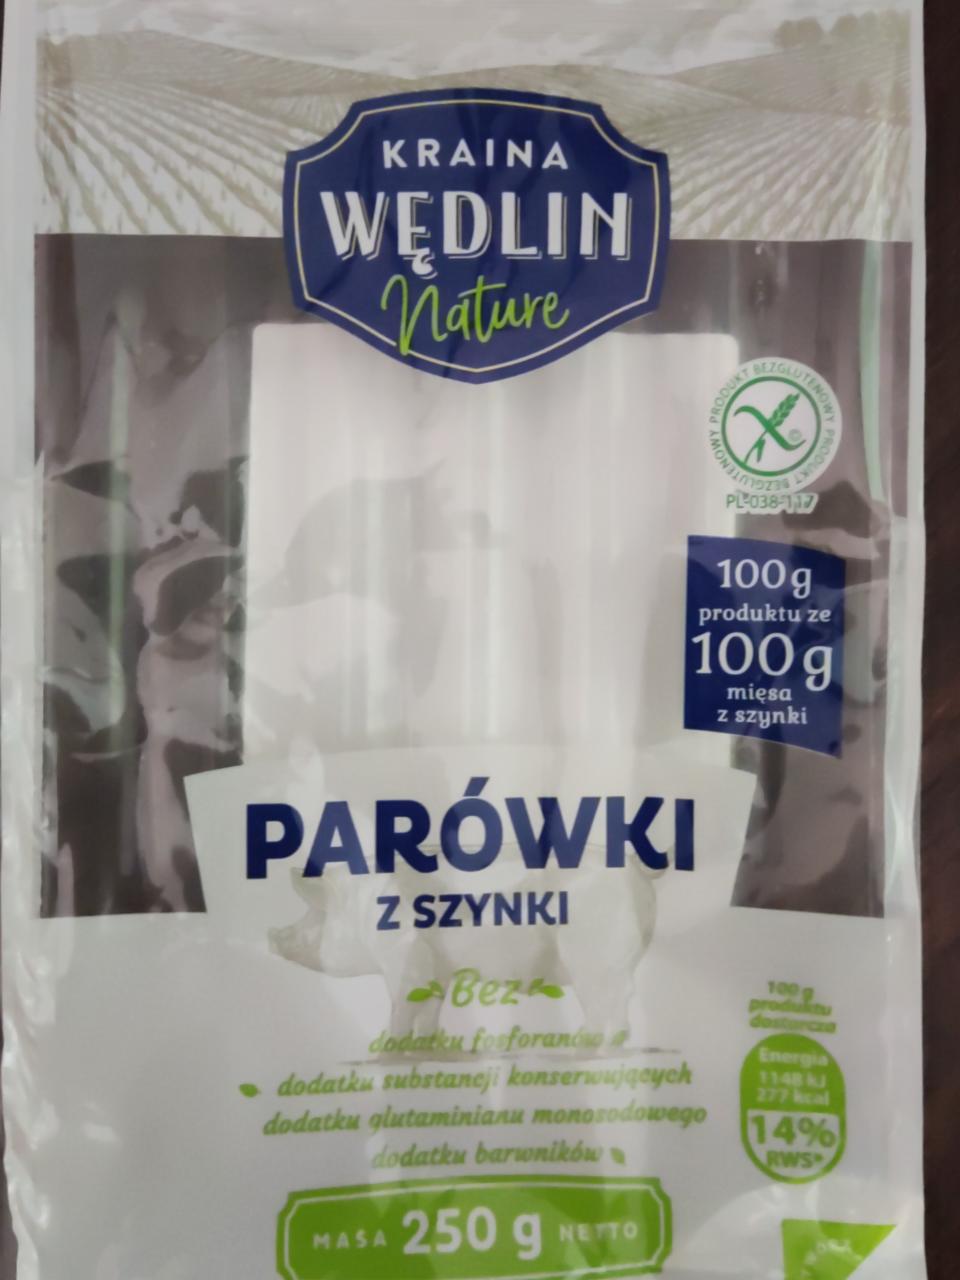 KRAINA
WĘDLIN
Nature
PRODUKT BEZGLUTENOWY PRODUKT BEZGLUTENOWY
PL-038-117
100g
produktu ze
100g
mięsa
z szynki
PARÓWKI
Z SZYNKI
Bez
dodatku fosforanów
dodatku substancji konserwujących
dodatku glutaminianu monosodowego
dodatku barwników
100 g
produktu
dostarcza
Energia
1148 kJ
277 kcal
14%
RWS*
MASA 250 g NETTO